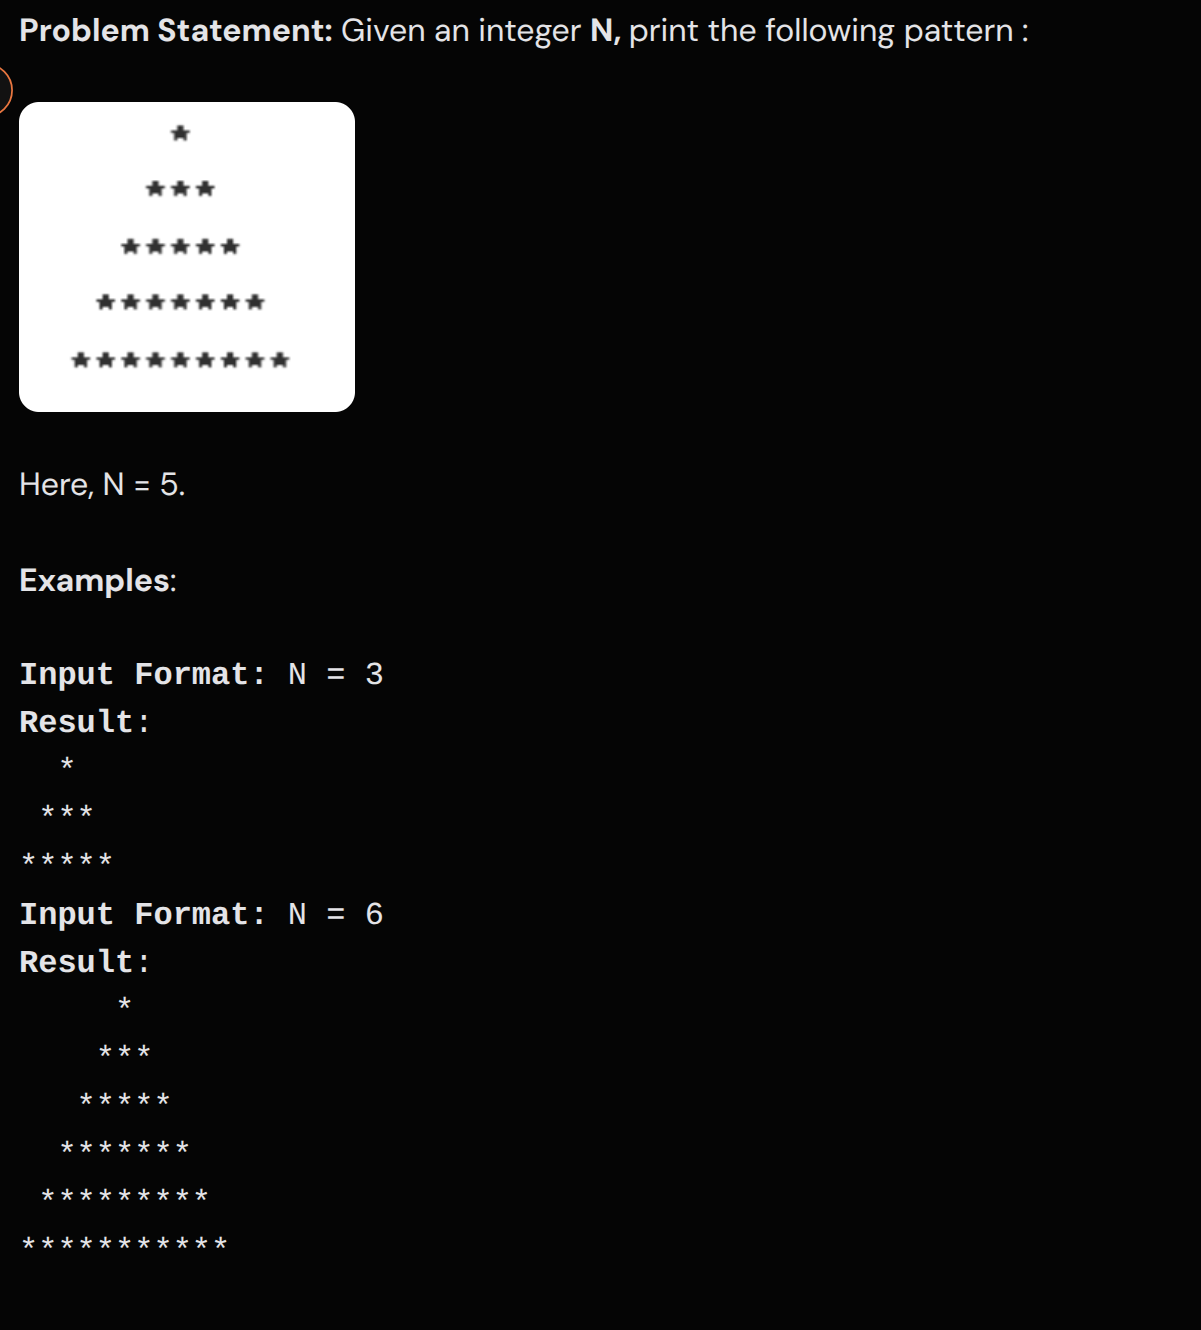 Problem Statement: Given an integer N, print the following pattern :
*
***
*****
*******
*********
Here, N = 5.
Examples:
Input Format: N = 3
Result:
  *
 ***
*****
Input Format: N = 6
Result:
     *
    ***
   *****
  *******
 *********
***********